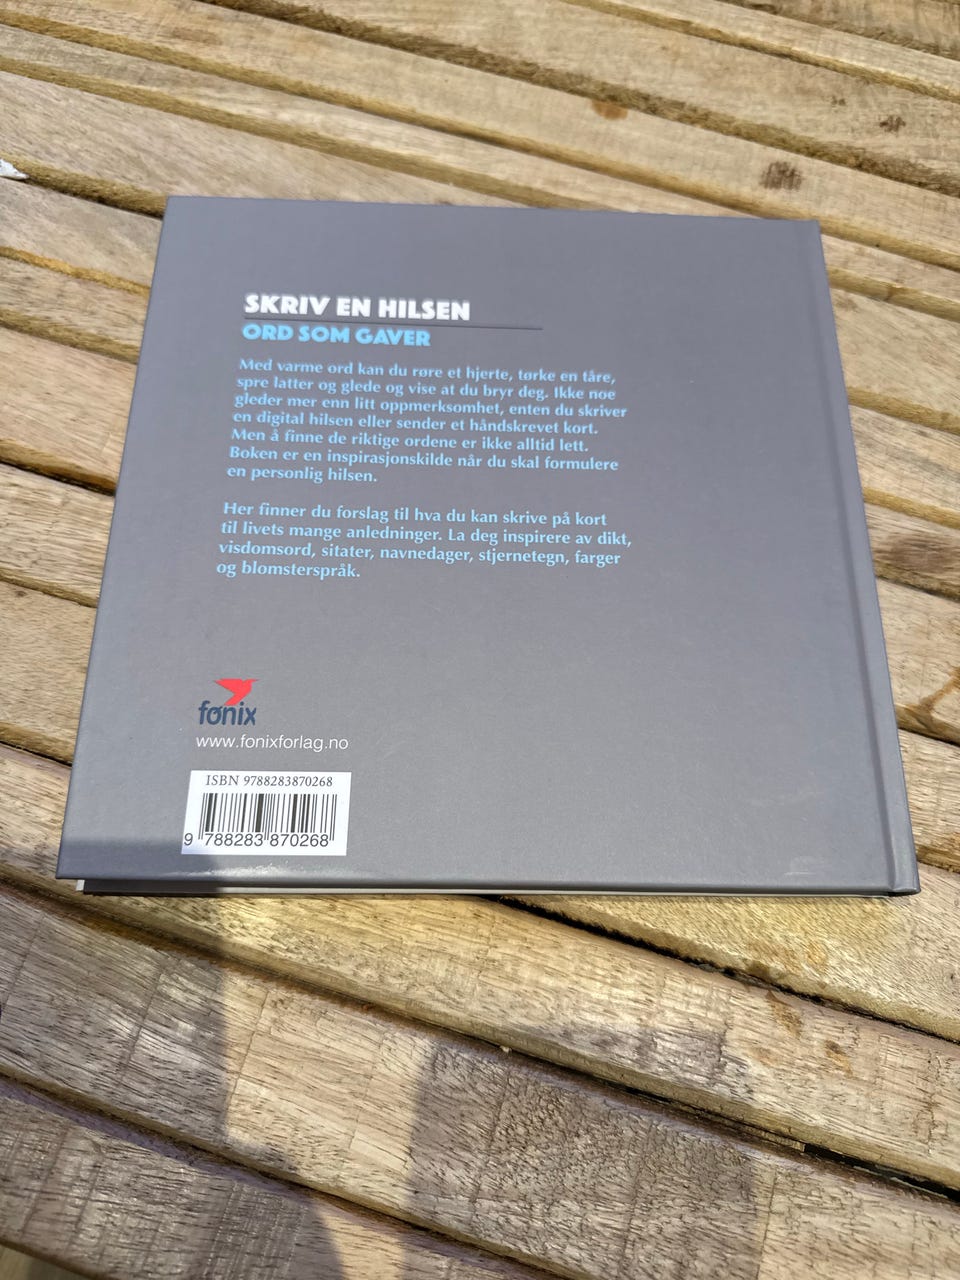 SKRIV EN HILSEN
ORD SOM GAVER
Med varme ord kan du røre et hjerte, tørke en tåre,
spre latter og glede og vise at du bryr deg. Ikke noe
gleder mer enn litt oppmerksomhet, enten du skriver
en digital hilsen eller sender et håndskrevet kort.
Men å finne de riktige ordene er ikke alltid lett.
Boken er en inspirasjonskilde når du skal formulere
en personlig hilsen.
Her finner du forslag til hva du kan skrive på kort
til livets mange anledninger. La deg inspirere av dikt,
visdomsord, sitater, navnedager, stjernetegn, farger
og blomsterspråk.
fønix
www.fonixforlag.no
ISBN 9788283870268
9 788283 870268